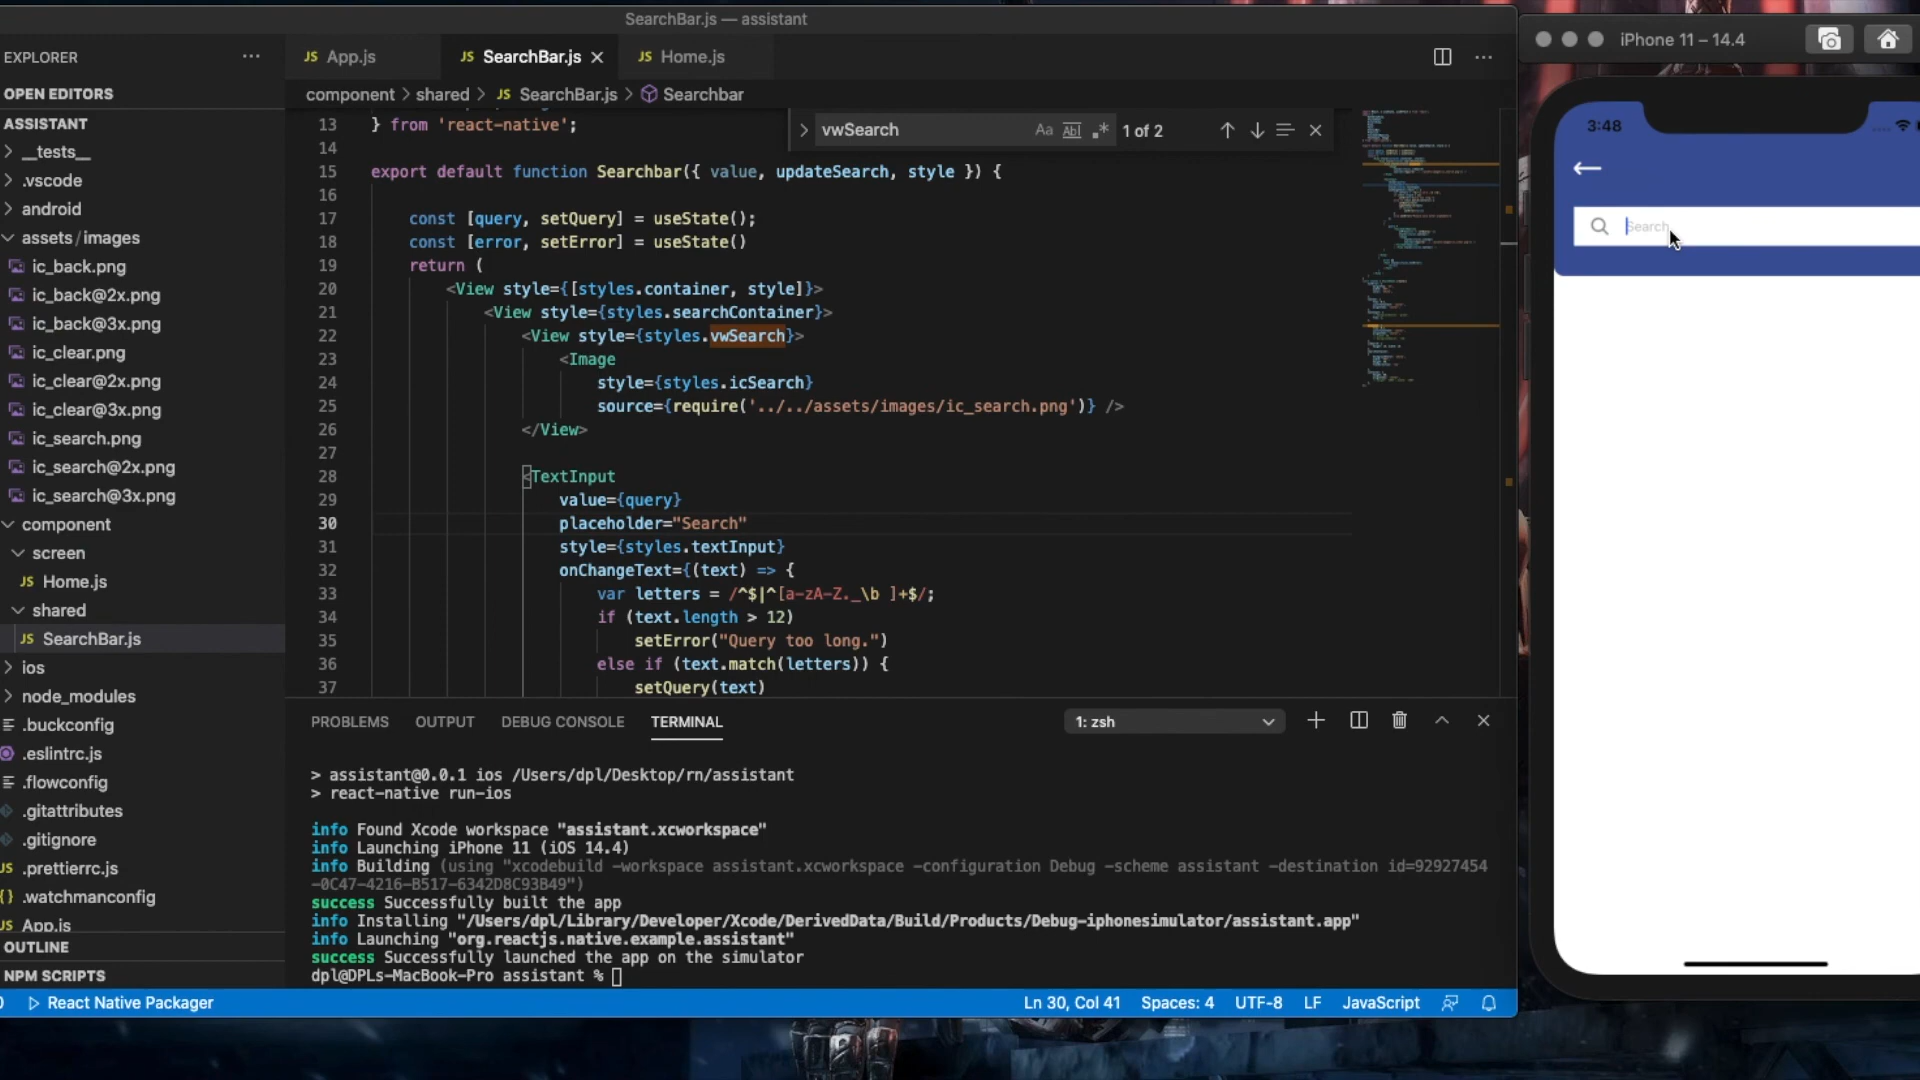 SearchBar.js — assistant
EXPLORER
OPEN EDITORS
ASSISTANT
__tests__
.vscode
android
assets/images
ic_back.png
ic_back@2x.png
ic_back@3x.png
ic_clear.png
ic_clear@2x.png
ic_clear@3x.png
ic_search.png
ic_search@2x.png
ic_search@3x.png
component
screen
JS Home.js
shared
JS SearchBar.js
ios
node_modules
.buckconfig
.eslintrc.js
.flowconfig
.gitattributes
.gitignore
JS .prettierrc.js
{} .watchmanconfig
JS App.js
OUTLINE
NPM SCRIPTS
JS App.js
JS SearchBar.js
JS Home.js
component > shared > JS SearchBar.js > Searchbar
vwSearch Aa Abl .* 1 of 2
13 } from 'react-native';
14
15 export default function Searchbar({ value, updateSearch, style }) {
16
17 const [query, setQuery] = useState();
18 const [error, setError] = useState()
19 return (
20 <View style={[styles.container, style]}>
21 <View style={styles.searchContainer}>
22 <View style={styles.vwSearch}>
23 <Image
24 style={styles.icSearch}
25 source={require('../../assets/images/ic_search.png')} />
26 </View>
27
28 <TextInput
29 value={query}
30 placeholder="Search"
31 style={styles.textInput}
32 onChangeText={(text) => {
33 var letters = /^$|^[a-zA-Z._\b ]+$/;
34 if (text.length > 12)
35 setError("Query too long.")
36 else if (text.match(letters)) {
37 setQuery(text)
PROBLEMS OUTPUT DEBUG CONSOLE TERMINAL
1: zsh
> assistant@0.0.1 ios /Users/dpl/Desktop/rn/assistant
> react-native run-ios
info Found Xcode workspace "assistant.xcworkspace"
info Launching iPhone 11 (iOS 14.4)
info Building (using "xcodebuild -workspace assistant.xcworkspace -configuration Debug -scheme assistant -destination id=92927454
-0C47-4216-B517-6342D8C93B49")
success Successfully built the app
info Installing "/Users/dpl/Library/Developer/Xcode/DerivedData/Build/Products/Debug-iphonesimulator/assistant.app"
info Launching "org.reactjs.native.example.assistant"
success Successfully launched the app on the simulator
dpl@DPLs-MacBook-Pro assistant %
0 React Native Packager
Ln 30, Col 41 Spaces: 4 UTF-8 LF JavaScript
iPhone 11 – 14.4
3:48
Search